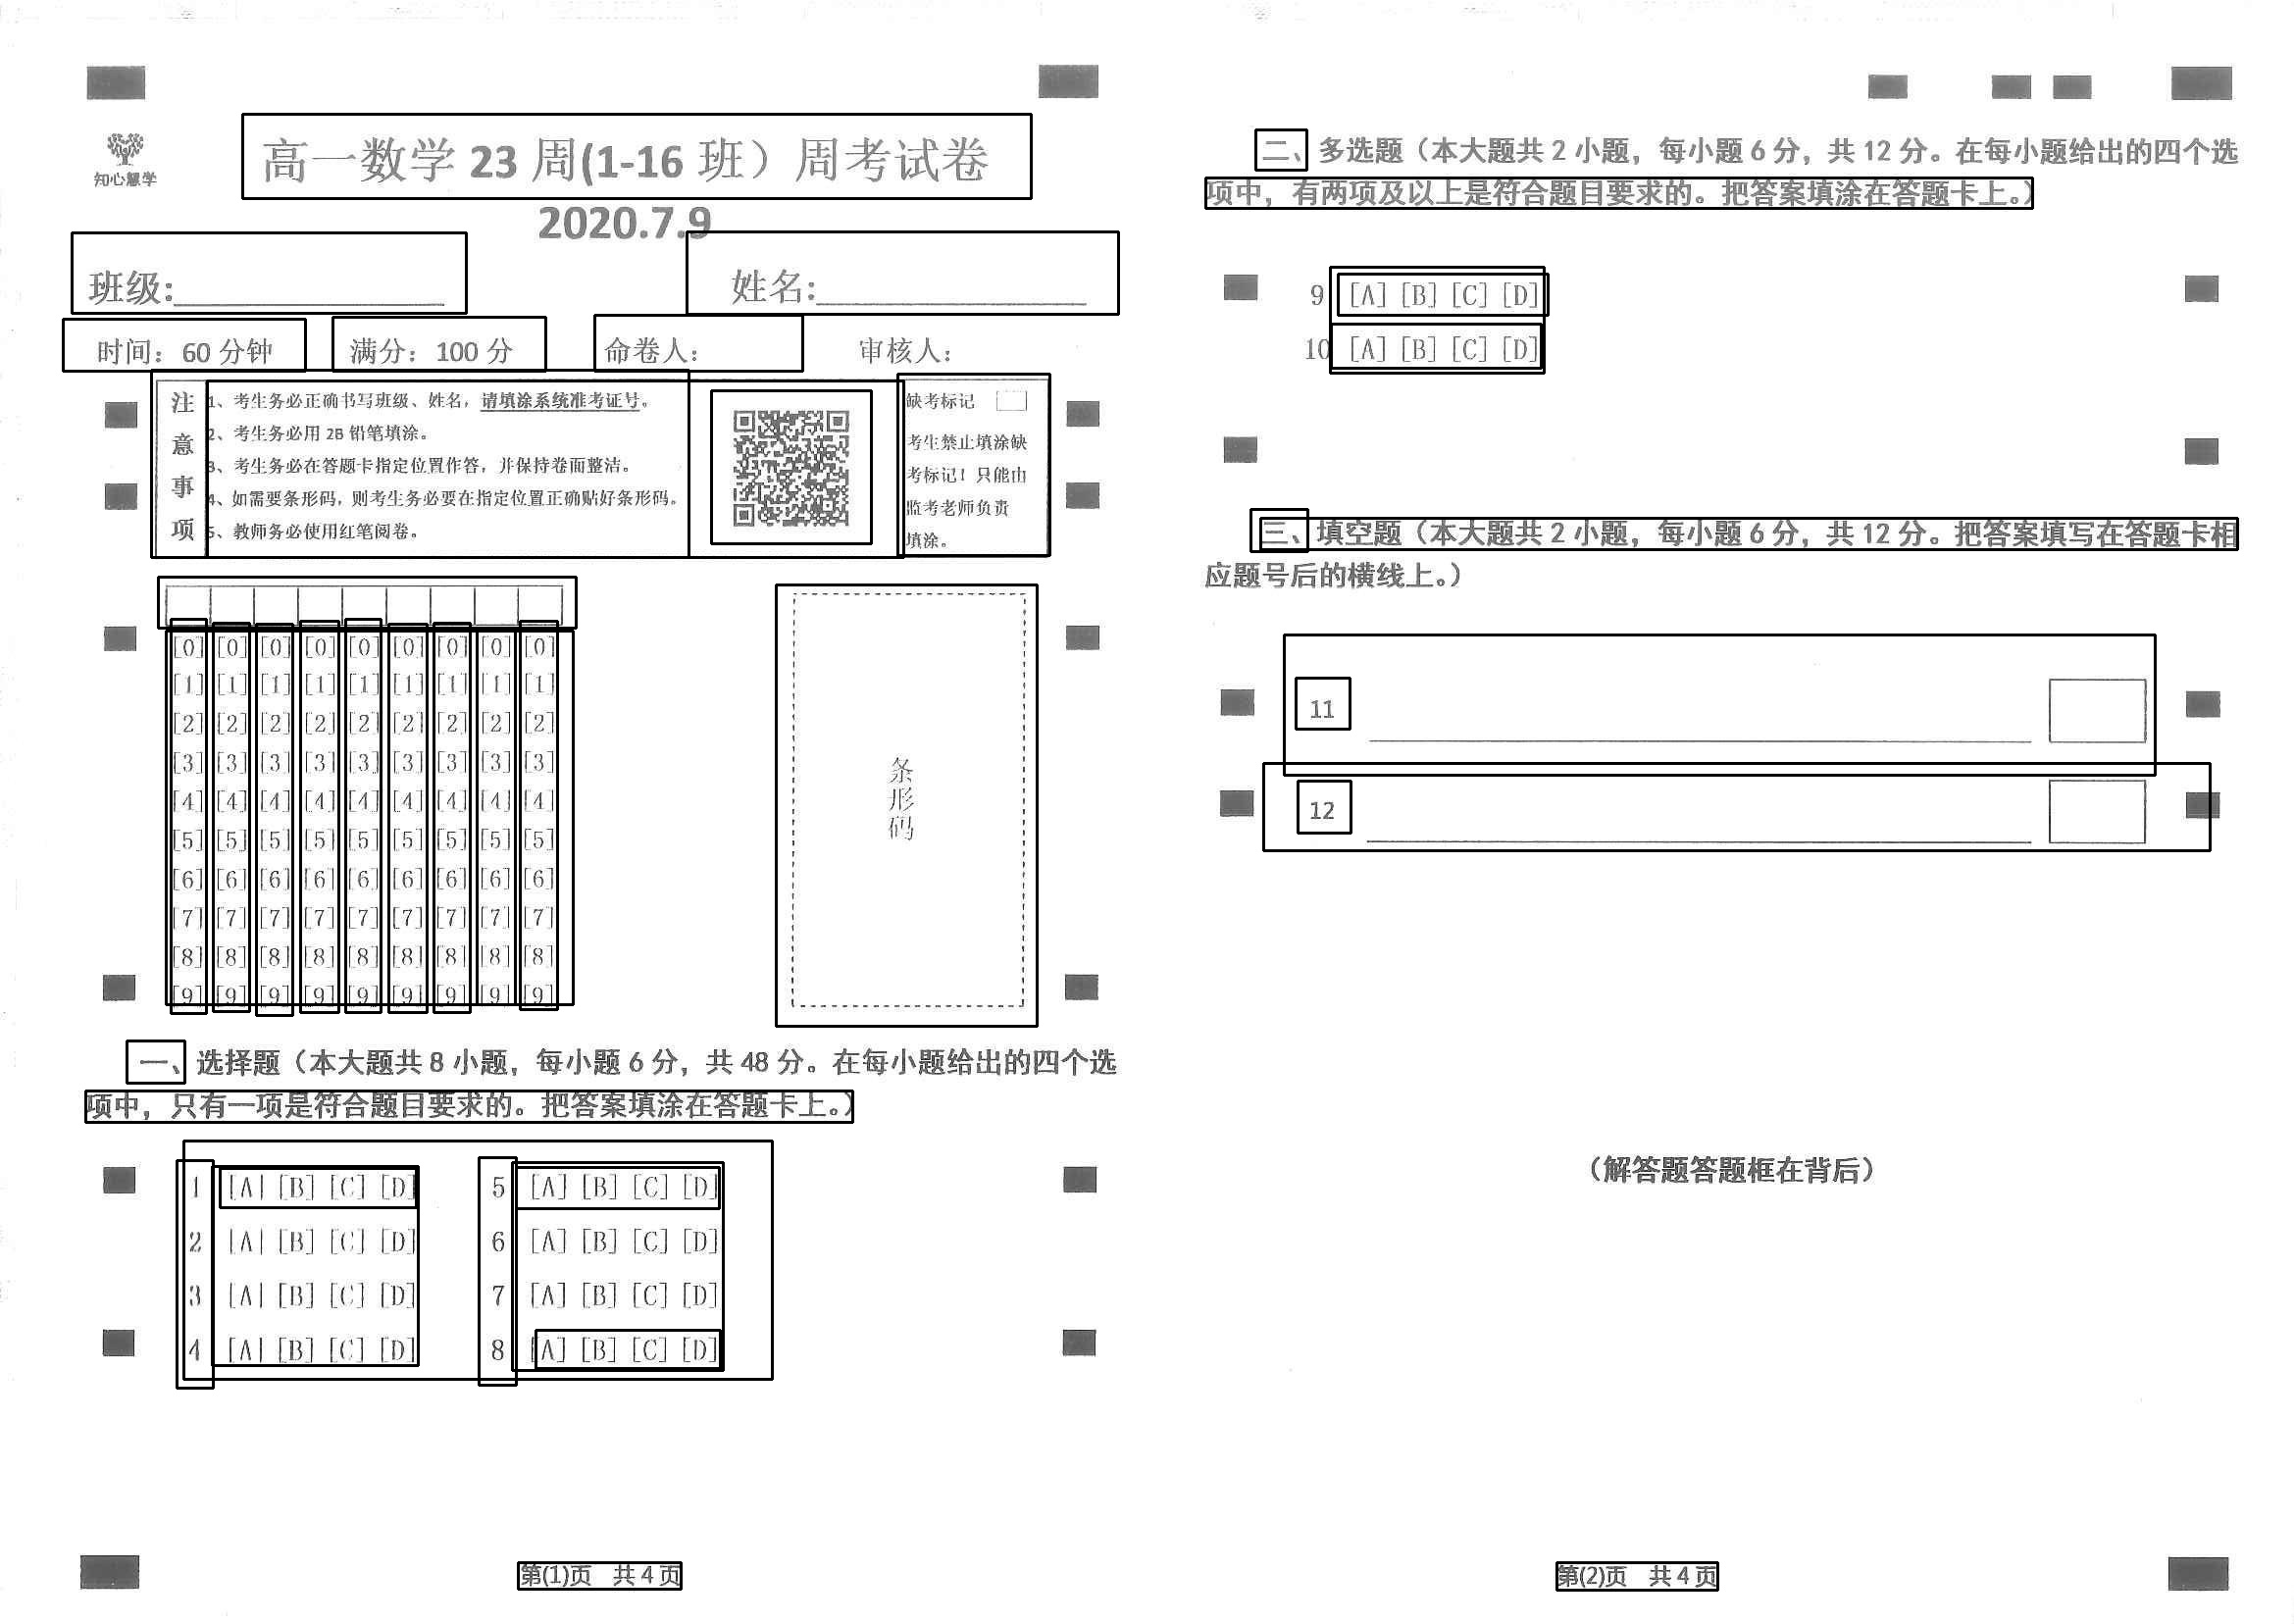 知心慧学
高一数学 23 周(1-16 班）周考试卷
2020.7.9
班级:
姓名:
时间：60 分钟 满分：100 分 命卷人： 审核人：
注意事项
1、考生务必正确书写班级、姓名，请填涂系统准考证号。
2、考生务必用 2B 铅笔填涂。
3、考生务必在答题卡指定位置作答，并保持卷面整洁。
4、如需要条形码，则考生务必要在指定位置正确贴好条形码。
5、教师务必使用红笔阅卷。
缺考标记
考生禁止填涂缺
考标记！只能由
监考老师负责
填涂。
[0] [0] [0] [0] [0] [0] [0] [0] [0]
[1] [1] [1] [1] [1] [1] [1] [1] [1]
[2] [2] [2] [2] [2] [2] [2] [2] [2]
[3] [3] [3] [3] [3] [3] [3] [3] [3]
[4] [4] [4] [4] [4] [4] [4] [4] [4]
[5] [5] [5] [5] [5] [5] [5] [5] [5]
[6] [6] [6] [6] [6] [6] [6] [6] [6]
[7] [7] [7] [7] [7] [7] [7] [7] [7]
[8] [8] [8] [8] [8] [8] [8] [8] [8]
[9] [9] [9] [9] [9] [9] [9] [9] [9]
条形码
一、选择题（本大题共 8 小题，每小题 6 分，共 48 分。在每小题给出的四个选
项中，只有一项是符合题目要求的。把答案填涂在答题卡上。）
1 [A] [B] [C] [D] 5 [A] [B] [C] [D]
2 [A] [B] [C] [D] 6 [A] [B] [C] [D]
3 [A] [B] [C] [D] 7 [A] [B] [C] [D]
4 [A] [B] [C] [D] 8 [A] [B] [C] [D]
第(1)页 共 4 页
二、多选题（本大题共 2 小题，每小题 6 分，共 12 分。在每小题给出的四个选
项中，有两项及以上是符合题目要求的。把答案填涂在答题卡上。）
9 [A] [B] [C] [D]
10 [A] [B] [C] [D]
三、填空题（本大题共 2 小题，每小题 6 分，共 12 分。把答案填写在答题卡相
应题号后的横线上。）
11
12
（解答题答题框在背后）
第(2)页 共 4 页